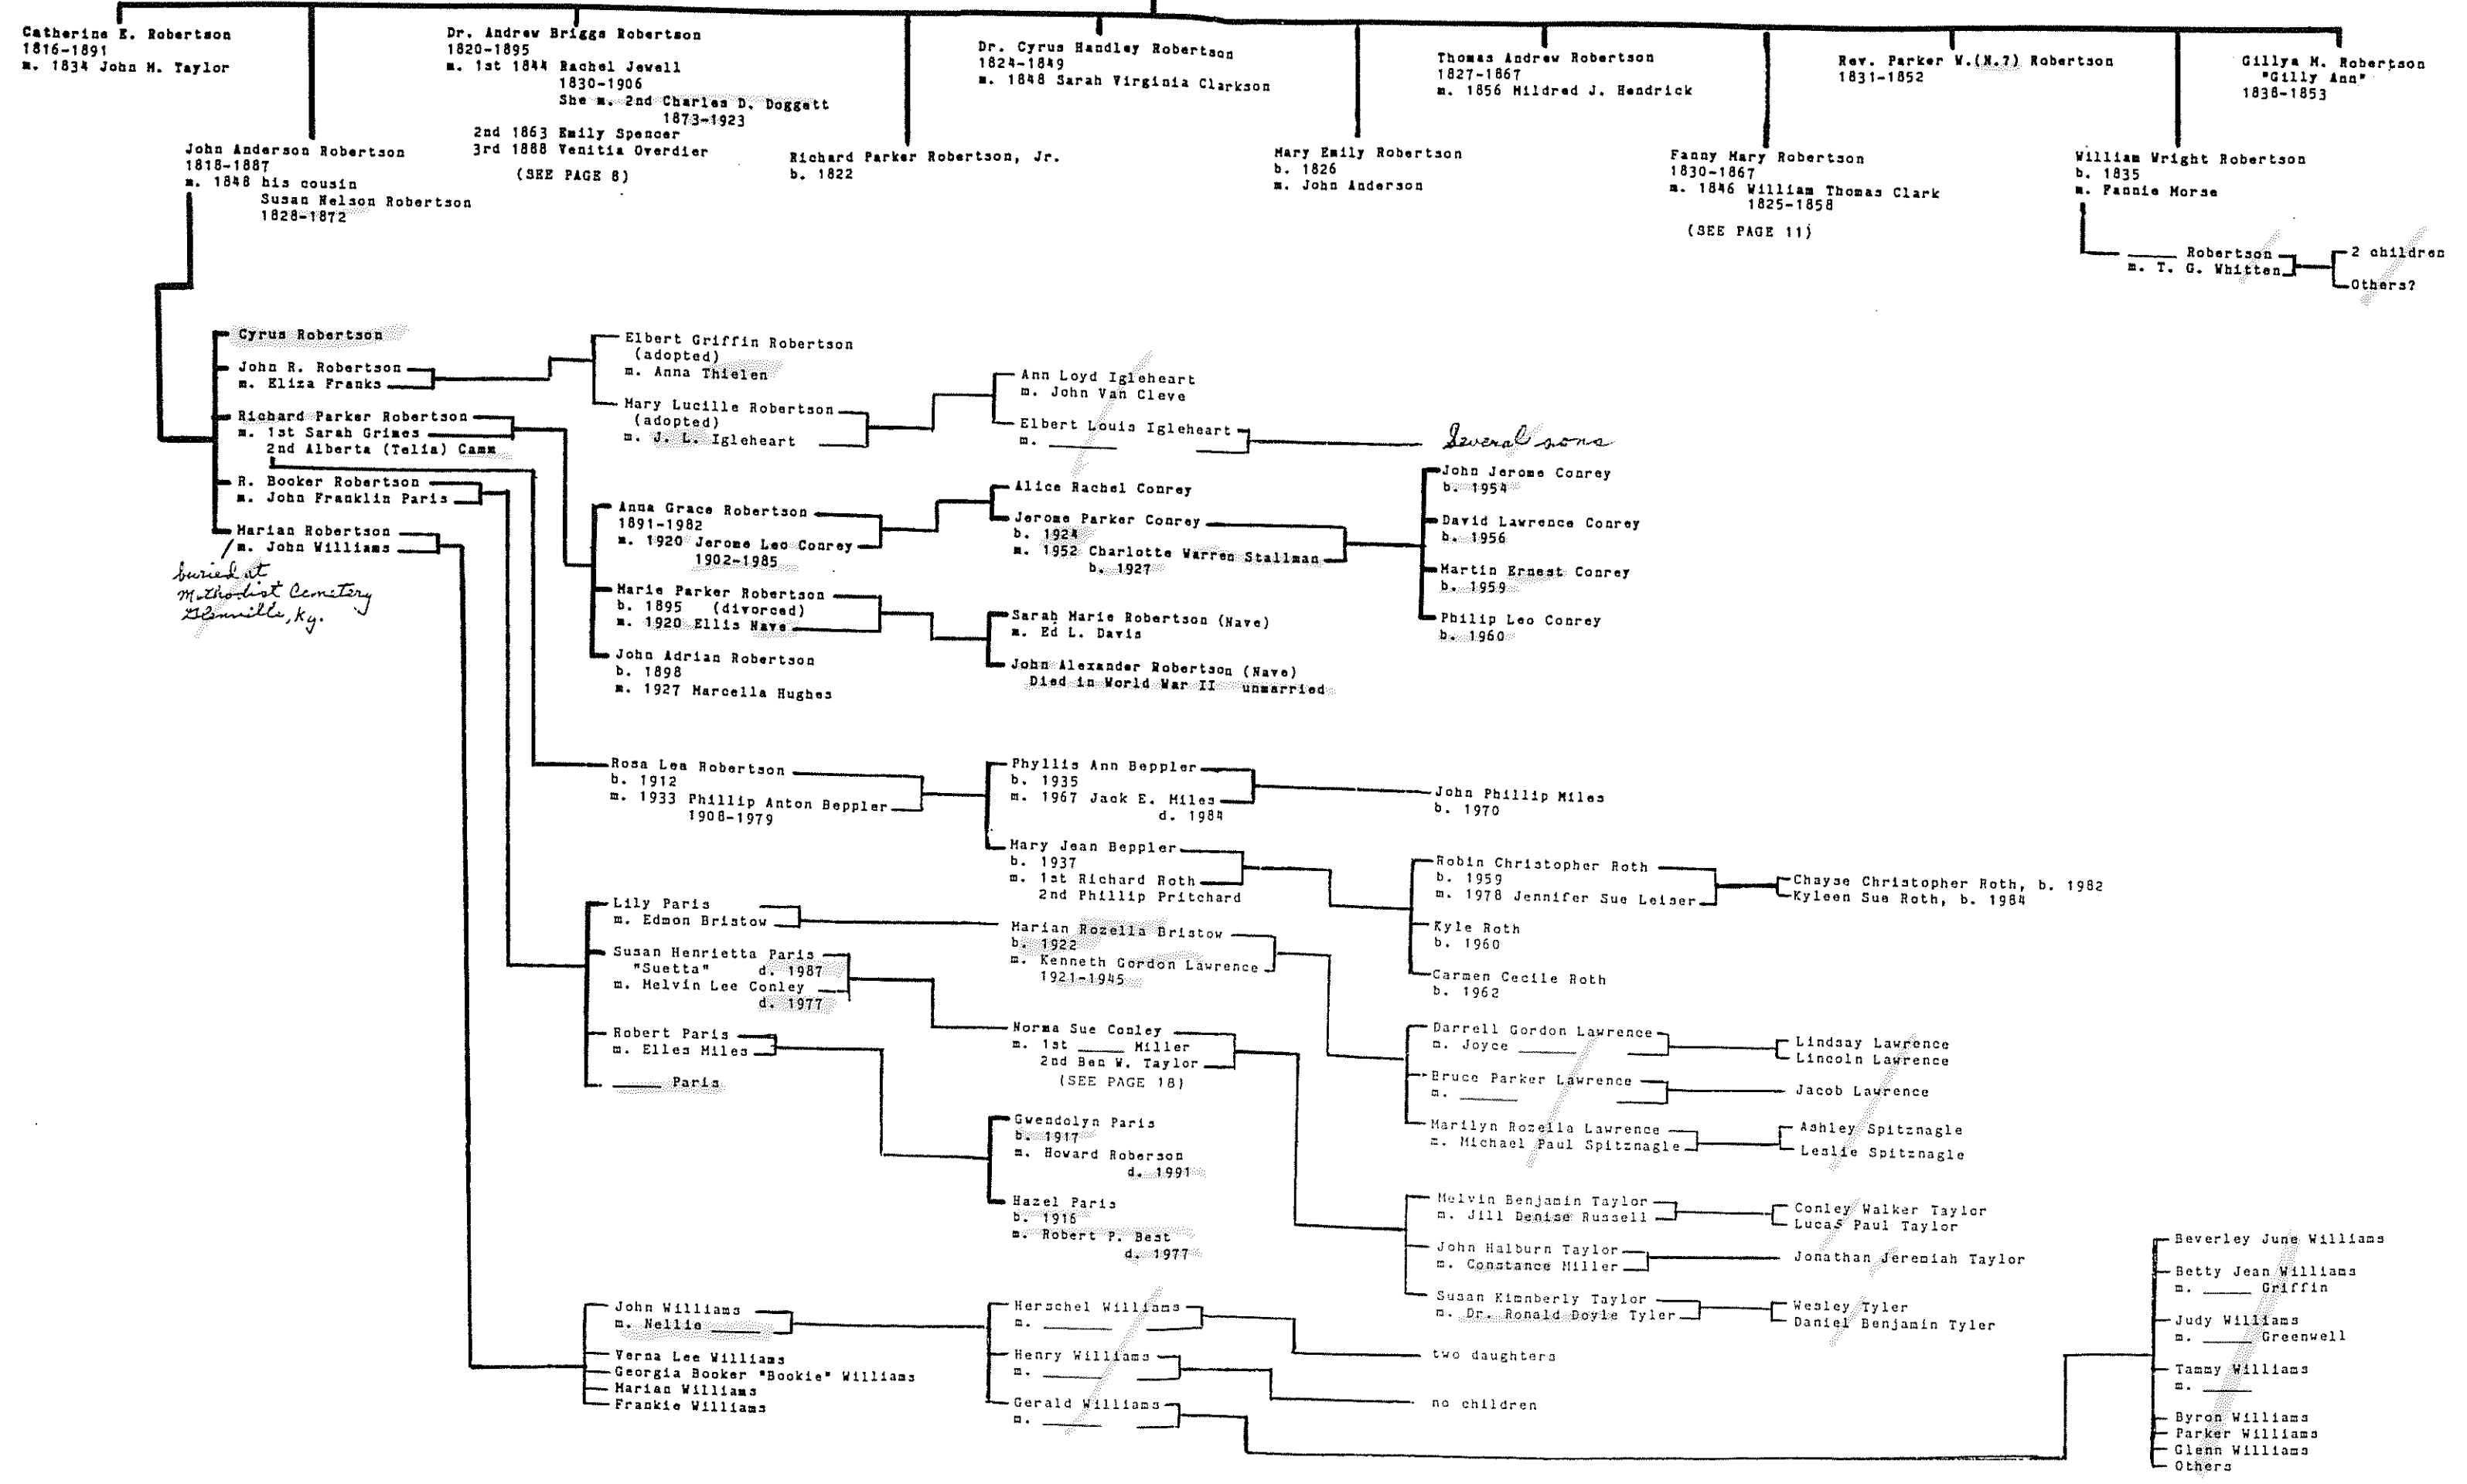 Catherine E. Robertson
1816-1891
m. 1834 John M. Taylor
Dr. Andrew Briggs Robertson
1820-1895
m. 1st 1844 Rachel Jewell
1830-1906
She m. 2nd Charles D. Doggett
1873-1923
2nd 1863 Emily Spencer
3rd 1888 Venitia Overdier
(SEE PAGE 8)
Dr. Cyrus Handley Robertson
1824-1849
m. 1848 Sarah Virginia Clarkson
Thomas Andrew Robertson
1827-1867
m. 1856 Mildred J. Hendrick
Rev. Parker W.(N.?) Robertson
1831-1852
Gillya M. Robertson
"Gilly Ann"
1838-1853
John Anderson Robertson
1818-1887
m. 1848 his cousin
Susan Nelson Robertson
1828-1872
Richard Parker Robertson, Jr.
b. 1822
Mary Emily Robertson
b. 1826
m. John Anderson
Fanny Mary Robertson
1830-1867
m. 1846 William Thomas Clark
1825-1858
(SEE PAGE 11)
William Wright Robertson
b. 1835
m. Fannie Morse
____ Robertson
m. T. G. Whitten
2 children
Others?
Cyrus Robertson
John R. Robertson
m. Eliza Franks
Richard Parker Robertson
m. 1st Sarah Grimes
2nd Alberta (Telia) Camm
R. Booker Robertson
m. John Franklin Paris
Marian Robertson
m. John Williams
buried at
Methodist Cemetery
Glenville, Ky.
Elbert Griffin Robertson
(adopted)
m. Anna Thielen
Mary Lucille Robertson
(adopted)
m. J. L. Igleheart
Ann Loyd Igleheart
m. John Van Cleve
Elbert Louis Igleheart
m. ____
Several sons
Anna Grace Robertson
1891-1982
m. 1920 Jerome Leo Conrey
1902-1985
Marie Parker Robertson
b. 1895 (divorced)
m. 1920 Ellis Nave
John Adrian Robertson
b. 1898
m. 1927 Marcella Hughes
Alice Rachel Conrey
Jerome Parker Conrey
b. 1924
m. 1952 Charlotte Warren Stallman
b. 1927
Sarah Marie Robertson (Nave)
m. Ed L. Davis
John Alexander Robertson (Nave)
Died in World War II unmarried
John Jerome Conrey
b. 1954
David Lawrence Conrey
b. 1956
Martin Ernest Conrey
b. 1959
Philip Leo Conrey
b. 1960
Rosa Lea Robertson
b. 1912
m. 1933 Phillip Anton Beppler
1908-1979
Phyllis Ann Beppler
b. 1935
m. 1967 Jack E. Miles
d. 1984
John Phillip Miles
b. 1970
Mary Jean Beppler
b. 1937
m. 1st Richard Roth
2nd Phillip Pritchard
Robin Christopher Roth
b. 1959
m. 1978 Jennifer Sue Leiser
Chayse Christopher Roth, b. 1982
Kyleen Sue Roth, b. 1984
Kyle Roth
b. 1960
Carmen Cecile Roth
b. 1962
Lily Paris
m. Edmon Bristow
Susan Henrietta Paris
"Suetta" d. 1987
m. Melvin Lee Conley
d. 1977
Robert Paris
m. Elles Miles
____ Paris
Marian Rozella Bristow
b. 1922
m. Kenneth Gordon Lawrence
1921-1945
Norma Sue Conley
m. 1st ____ Miller
2nd Ben W. Taylor
(SEE PAGE 18)
Gwendolyn Paris
b. 1917
m. Howard Roberson
d. 1991
Hazel Paris
b. 1916
m. Robert P. Best
d. 1977
Darrell Gordon Lawrence
m. Joyce ____
Lindsay Lawrence
Lincoln Lawrence
Bruce Parker Lawrence
m. ____
Jacob Lawrence
Marilyn Rozella Lawrence
m. Michael Paul Spitznagle
Ashley Spitznagle
Leslie Spitznagle
Melvin Benjamin Taylor
m. Jill Denise Russell
Conley Walker Taylor
Lucas Paul Taylor
John Halburn Taylor
m. Constance Miller
Jonathan Jeremiah Taylor
Susan Kimnberly Taylor
m. Dr. Ronald Doyle Tyler
Wesley Tyler
Daniel Benjamin Tyler
John Williams
m. Nellie ____
Verna Lee Williams
Georgia Booker "Bookie" Williams
Marian Williams
Frankie Williams
Herschel Williams
m. ____
two daughters
Henry Williams
m. ____
no children
Gerald Williams
m. ____
Beverley June Williams
Betty Jean Williams
m. ____ Griffin
Judy Williams
m. ____ Greenwell
Tammy Williams
m. ____
Byron Williams
Parker Williams
Glenn Williams
Others